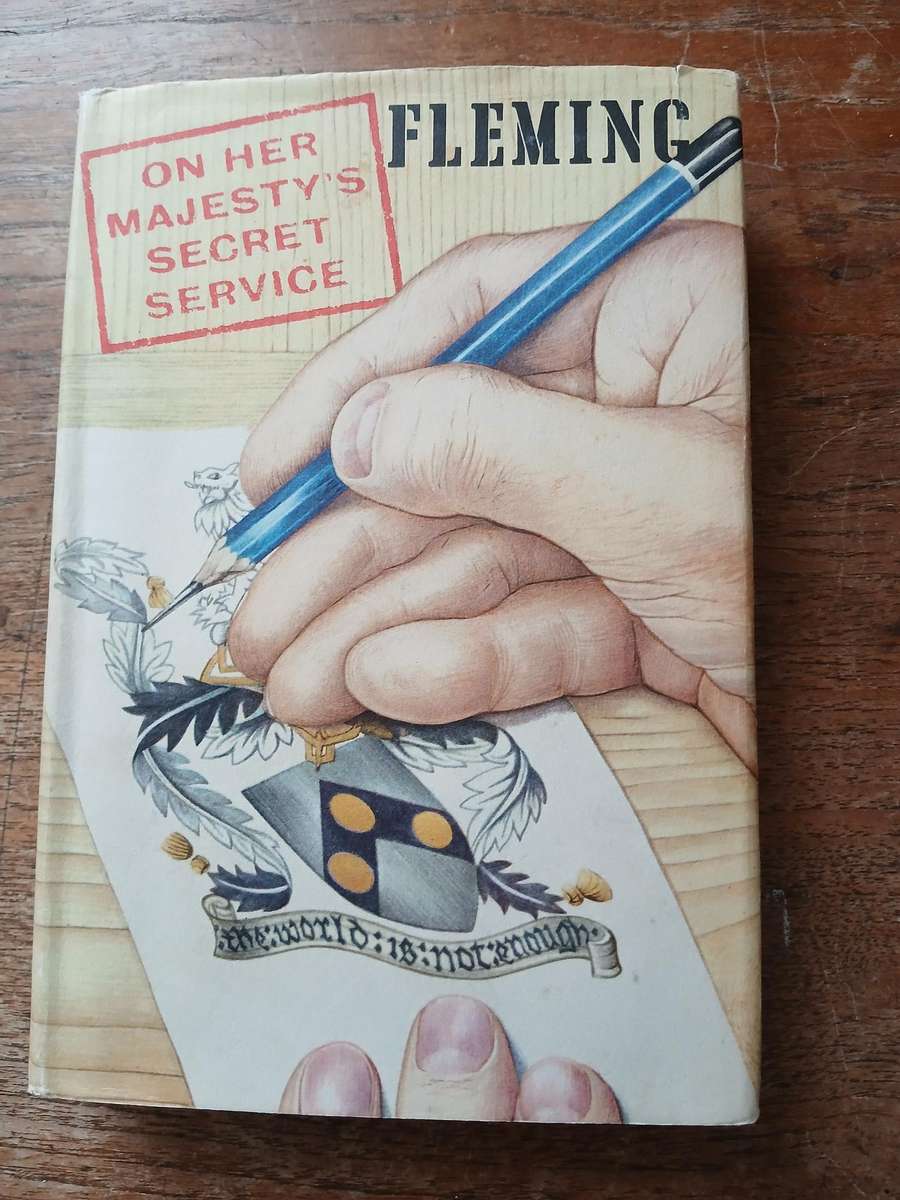 ON HER
MAJESTY'S
SECRET
SERVICE
FLEMING
:the:world:is:not:enough·